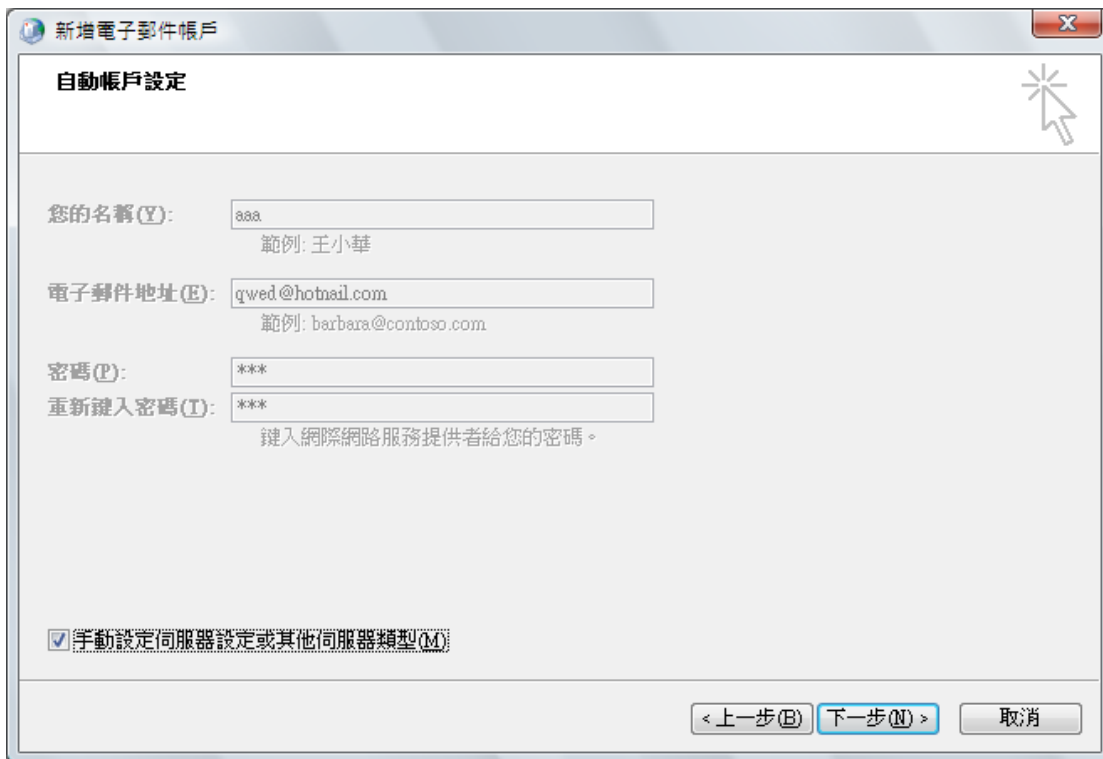 新增電子郵件帳戶
自動帳戶設定
您的名稱(Y): aaa
範例: 王小華
電子郵件地址(E): qwed@hotnail.com
範例: barbara@contoso.com
密碼(P): ***
重新鍵入密碼(T): ***
鍵入網際網路服務提供者給您的密碼。
手動設定伺服器設定或其他伺服器類型(M)
<上一步(B) 下一步(N)> 取消